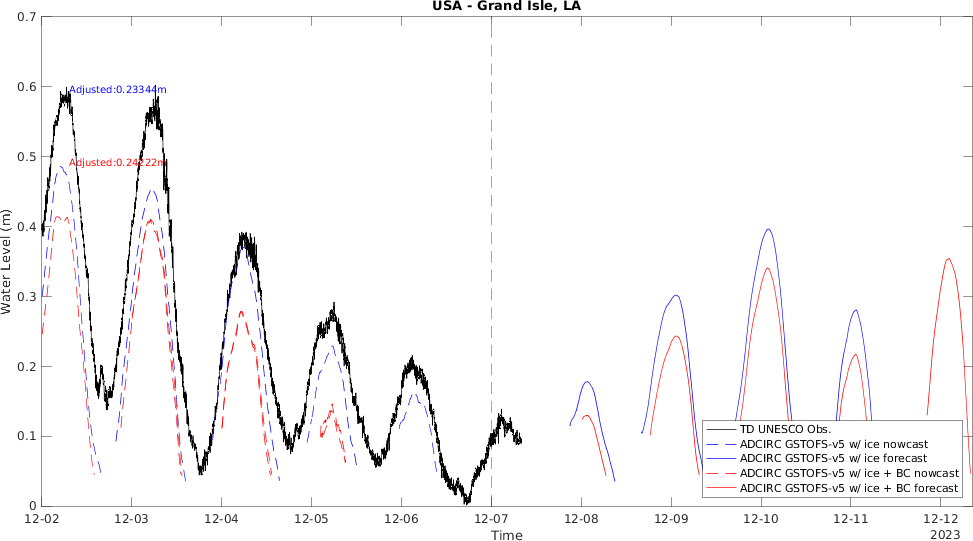 USA - Grand Isle, LA
0.7
0.6
0.5
0.4
0.3
0.2
0.1
0
Water Level (m)
Adjusted:0.23344m
Adjusted:0.24222m
TD UNESCO Obs.
ADCIRC GSTOFS-v5 w/ ice nowcast
ADCIRC GSTOFS-v5 w/ ice forecast
ADCIRC GSTOFS-v5 w/ ice + BC nowcast
ADCIRC GSTOFS-v5 w/ ice + BC forecast
12-02 12-03 12-04 12-05 12-06 12-07 12-08 12-09 12-10 12-11 12-12
Time 2023